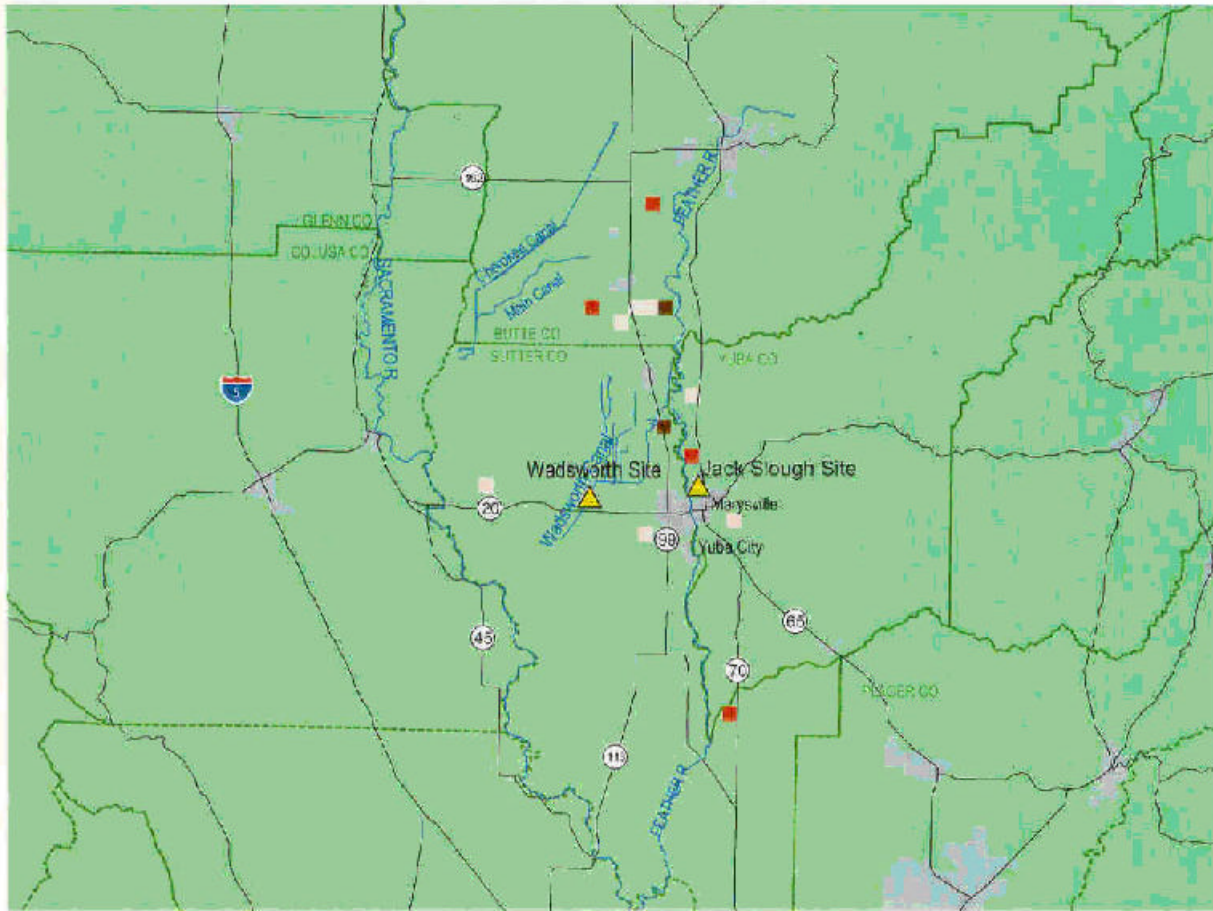 FEATHER R.
162
GLENN CO
COLUSA CO
SACRAMENTO R
Cherokee Canal
Main Canal
BUTTE CO
SUTTER CO
YUBA CO
5
Wadsworth Site
Jack Slough Site
Wadsworth Canal
20
Marysville
99
Yuba City
45
65
70
PLACER CO
113
FEATHER R.